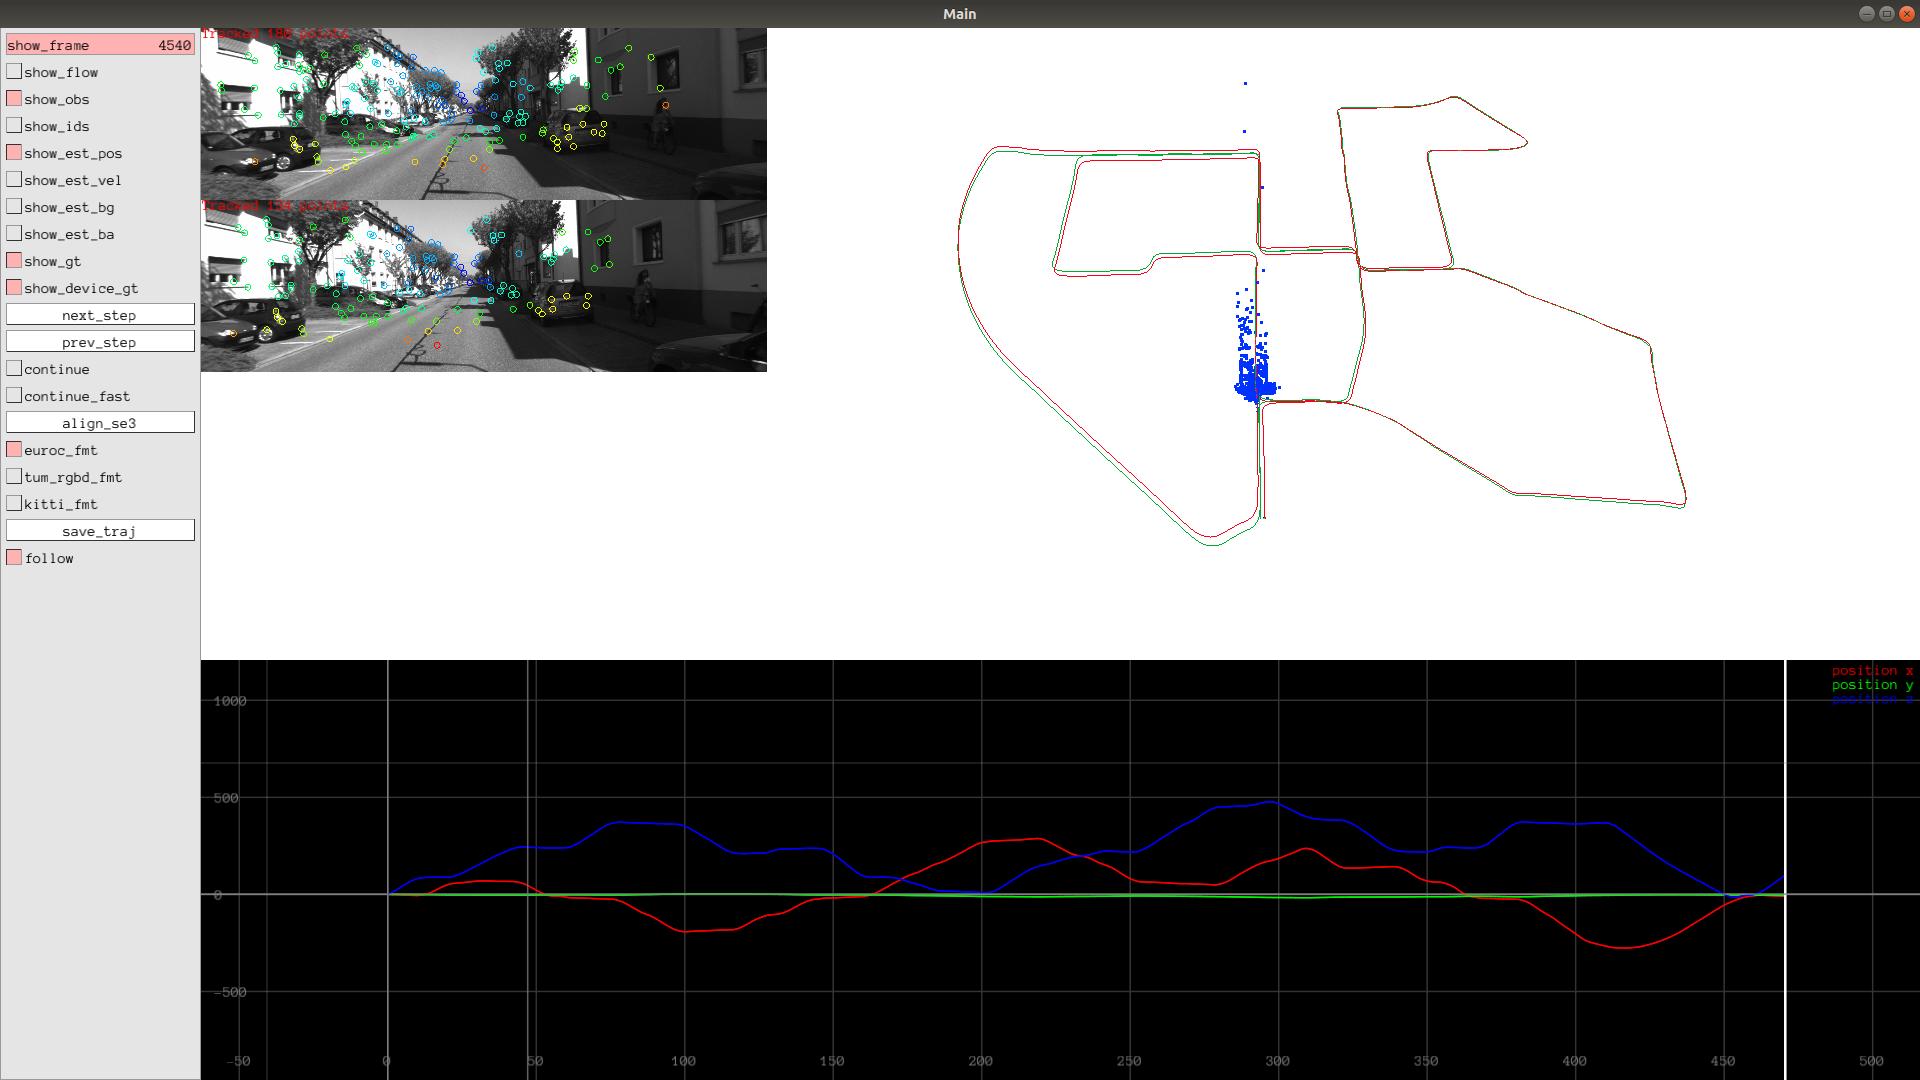 Main
show_frame 4540
show_flow
show_obs
show_ids
show_est_pos
show_est_vel
show_est_bg
show_est_ba
show_gt
show_device_gt
next_step
prev_step
continue
continue_fast
align_se3
euroc_fmt
tum_rgbd_fmt
kitti_fmt
save_traj
follow
Tracked 180 points
Tracked 134 points
position x
position y
position z
1000
500
0
-500
-50 0 50 100 150 200 250 300 350 400 450 500